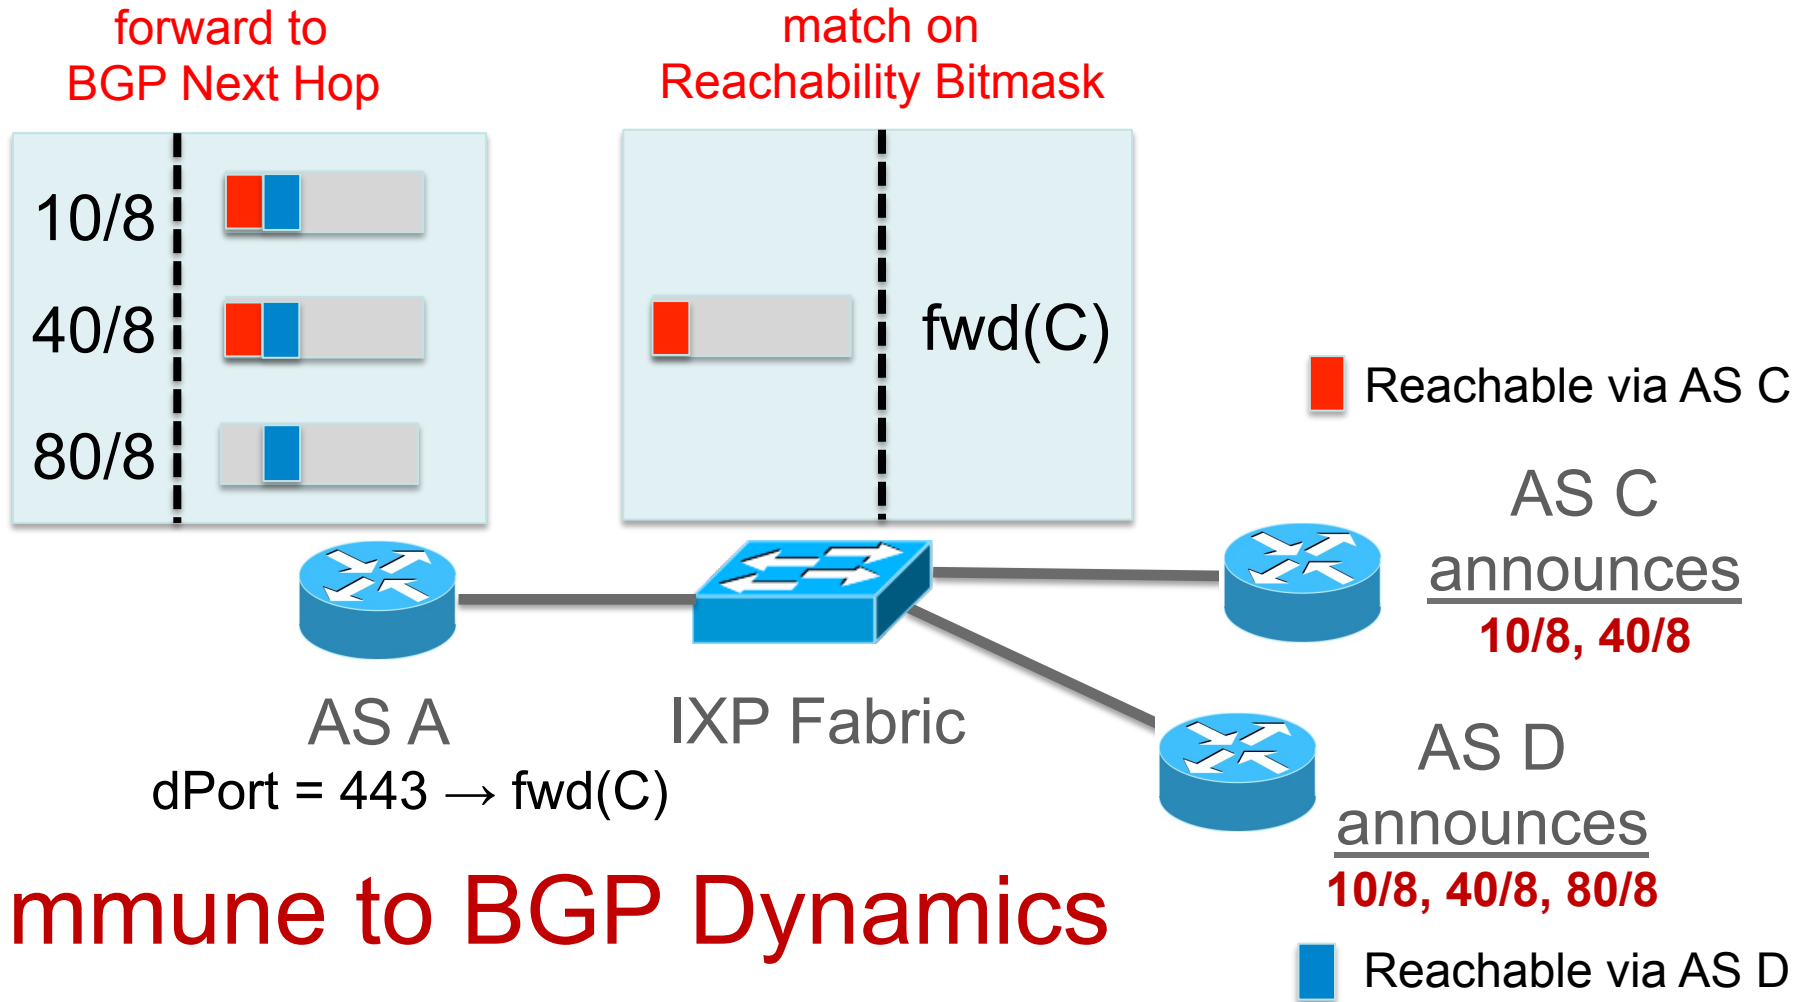 forward to
BGP Next Hop
match on
Reachability Bitmask
10/8
40/8
80/8
fwd(C)
Reachable via AS C
AS C
announces
10/8, 40/8
AS A
IXP Fabric
dPort = 443 → fwd(C)
AS D
announces
10/8, 40/8, 80/8
mmune to BGP Dynamics
Reachable via AS D